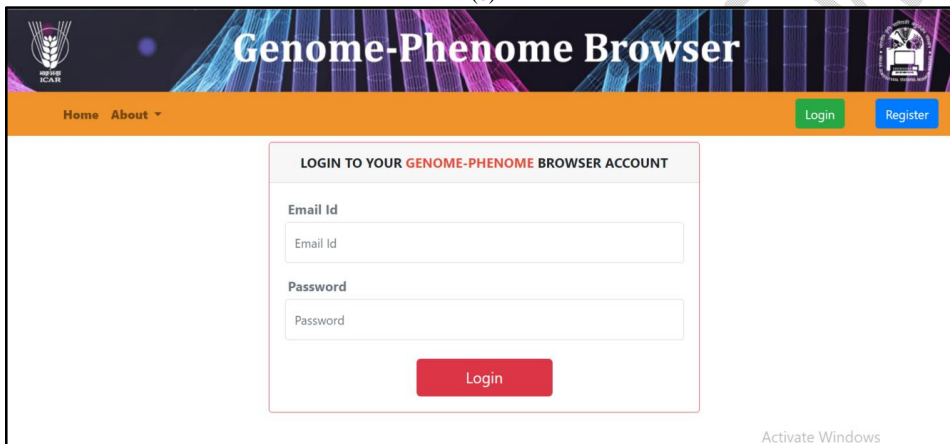 Genome-Phenome Browser
ICAR
Home About
Login
Register
LOGIN TO YOUR GENOME-PHENOME BROWSER ACCOUNT
Email Id
Email Id
Password
Password
Login
Activate Windows